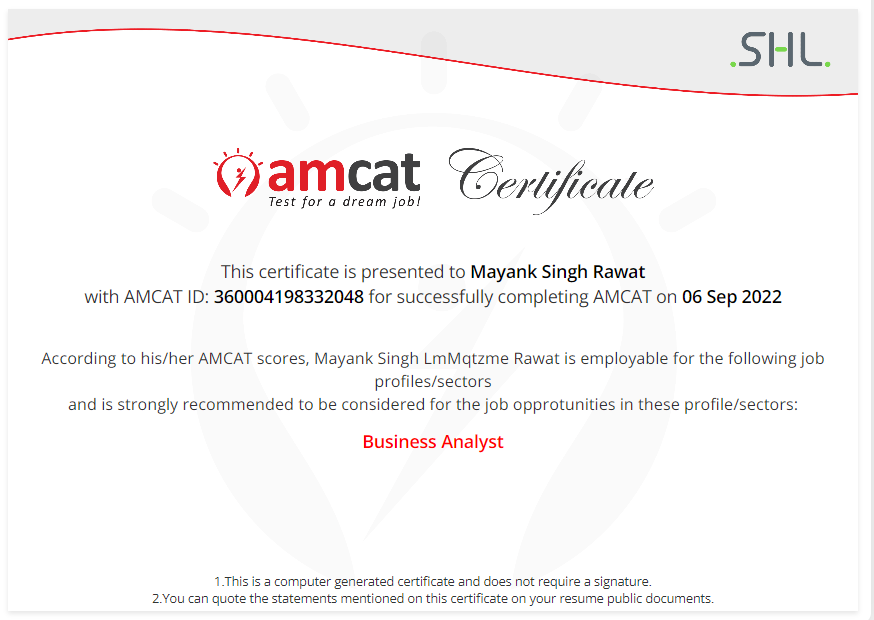 .SHL.
amcat Certificate
Test for a dream job!
This certificate is presented to Mayank Singh Rawat
with AMCAT ID: 360004198332048 for successfully completing AMCAT on 06 Sep 2022
According to his/her AMCAT scores, Mayank Singh LmMqtzme Rawat is employable for the following job
profiles/sectors
and is strongly recommended to be considered for the job opprotunities in these profile/sectors:
Business Analyst
1.This is a computer generated certificate and does not require a signature.
2.You can quote the statements mentioned on this certificate on your resume public documents.